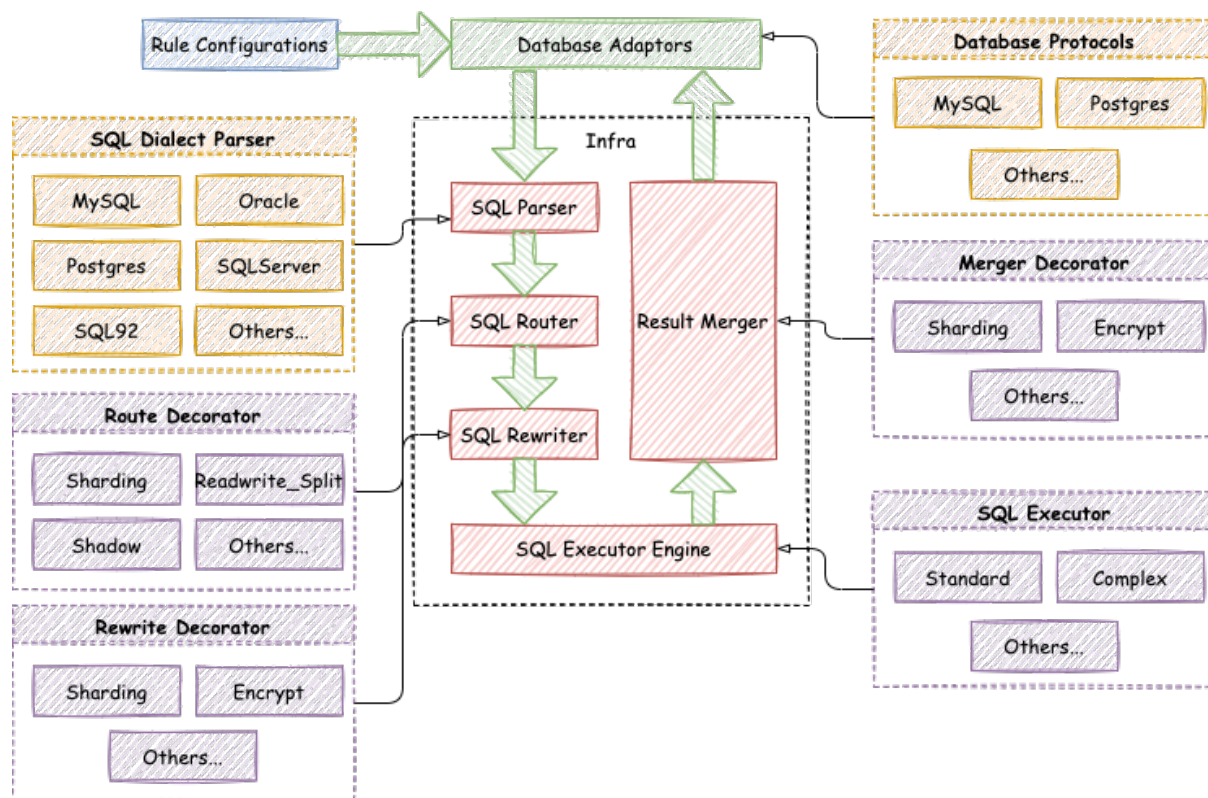 Rule Configurations
Database Adaptors
Database Protocols
MySQL
Postgres
Others...
SQL Dialect Parser
MySQL
Oracle
Postgres
SQLServer
SQL92
Others...
Infra
SQL Parser
SQL Router
SQL Rewriter
Result Merger
SQL Executor Engine
Merger Decorator
Sharding
Encrypt
Others...
Route Decorator
Sharding
Readwrite_Split
Shadow
Others...
SQL Executor
Standard
Complex
Others...
Rewrite Decorator
Sharding
Encrypt
Others...